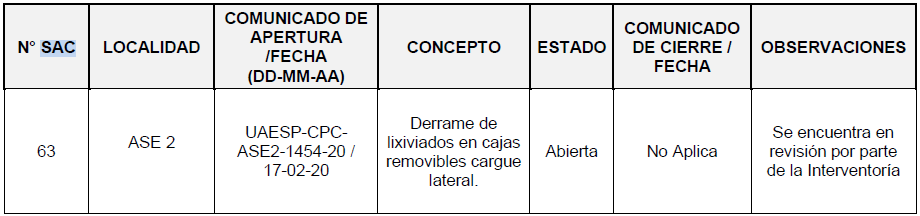 N° SAC
LOCALIDAD
COMUNICADO DE
APERTURA
/FECHA
(DD-MM-AA)
CONCEPTO
ESTADO
COMUNICADO
DE CIERRE /
FECHA
OBSERVACIONES
63
ASE 2
UAESP-CPC-
ASE2-1454-20 /
17-02-20
Derrame de
lixiviados en cajas
removibles cargue
lateral.
Abierta
No Aplica
Se encuentra en
revisión por parte
de la Interventoría